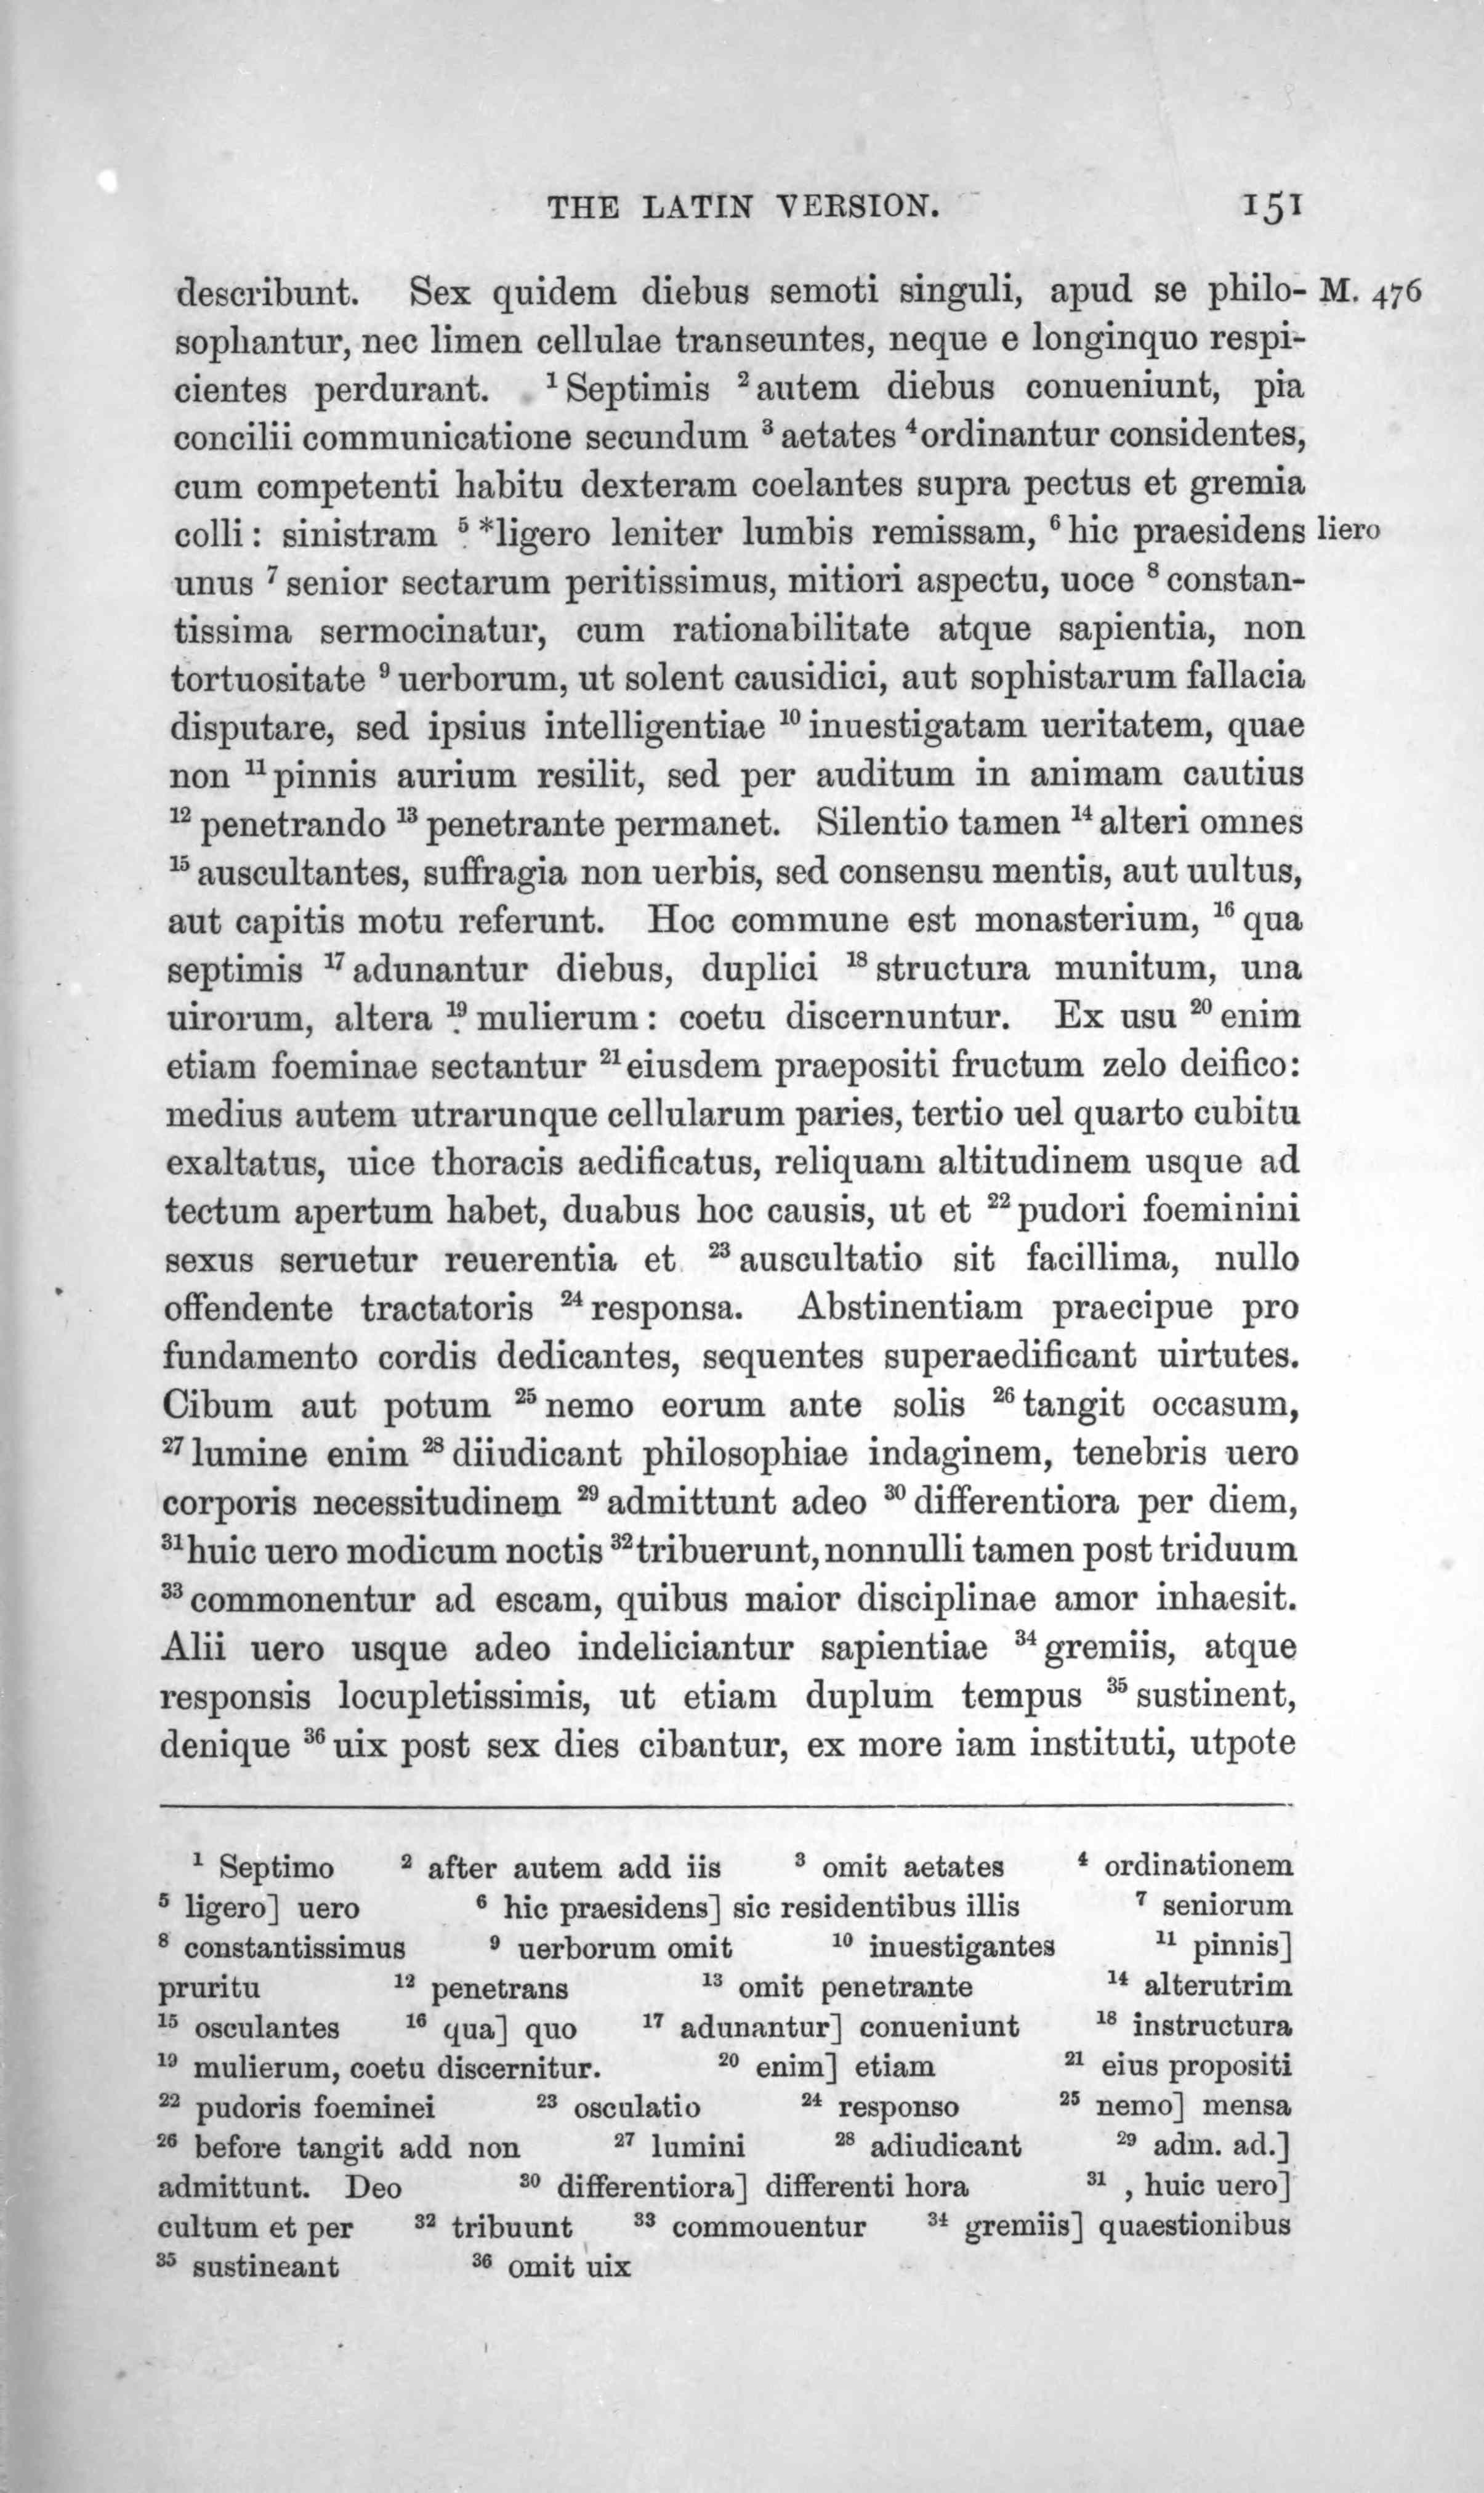 THE LATIN VERSION. 151
describunt. Sex quidem diebus semoti singuli, apud se philo- M. 476
sophantur, nec limen cellulae transeuntes, neque e longinquo respi-
cientes perdurant. ¹ Septimis ² autem diebus conueniunt, pia
concilii communicatione secundum ³ aetates ⁴ ordinantur considentes,
cum competenti habitu dexteram coelantes supra pectus et gremia
colli : sinistram ⁵ *ligero leniter lumbis remissam, ⁶ hic praesidens liero
unus ⁷ senior sectarum peritissimus, mitiori aspectu, uoce ⁸ constan-
tissima sermocinatur, cum rationabilitate atque sapientia, non
tortuositate ⁹ uerborum, ut solent causidici, aut sophistarum fallacia
disputare, sed ipsius intelligentiae ¹⁰ inuestigatam ueritatem, quae
non ¹¹ pinnis aurium resilit, sed per auditum in animam cautius
¹² penetrando ¹³ penetrante permanet. Silentio tamen ¹⁴ alteri omnes
¹⁵ auscultantes, suffragia non uerbis, sed consensu mentis, aut uultus,
aut capitis motu referunt. Hoc commune est monasterium, ¹⁶ qua
septimis ¹⁷ adunantur diebus, duplici ¹⁸ structura munitum, una
uirorum, altera ¹⁹ mulierum : coetu discernuntur. Ex usu ²⁰ enim
etiam foeminae sectantur ²¹ eiusdem praepositi fructum zelo deifico:
medius autem utrarunque cellularum paries, tertio uel quarto cubitu
exaltatus, uice thoracis aedificatus, reliquam altitudinem usque ad
tectum apertum habet, duabus hoc causis, ut et ²² pudori foeminini
sexus seruetur reuerentia et ²³ auscultatio sit facillima, nullo
offendente tractatoris ²⁴ responsa. Abstinentiam praecipue pro
fundamento cordis dedicantes, sequentes superaedificant uirtutes.
Cibum aut potum ²⁵ nemo eorum ante solis ²⁶ tangit occasum,
²⁷ lumine enim ²⁸ diiudicant philosophiae indaginem, tenebris uero
corporis necessitudinem ²⁹ admittunt adeo ³⁰ differentiora per diem,
³¹ huic uero modicum noctis ³² tribuerunt, nonnulli tamen post triduum
³³ commonentur ad escam, quibus maior disciplinae amor inhaesit.
Alii uero usque adeo indeliciantur sapientiae ³⁴ gremiis, atque
responsis locupletissimis, ut etiam duplum tempus ³⁵ sustinent,
denique ³⁶ uix post sex dies cibantur, ex more iam instituti, utpote
¹ Septimo ² after autem add iis ³ omit aetates ⁴ ordinationem
⁵ ligero] uero ⁶ hic praesidens] sic residentibus illis ⁷ seniorum
⁸ constantissimus ⁹ uerborum omit ¹⁰ inuestigantes ¹¹ pinnis]
pruritu ¹² penetrans ¹³ omit penetrante ¹⁴ alterutrim
¹⁵ osculantes ¹⁶ qua] quo ¹⁷ adunantur] conueniunt ¹⁸ instructura
¹⁹ mulierum, coetu discernitur. ²⁰ enim] etiam ²¹ eius propositi
²² pudoris foeminei ²³ osculatio ²⁴ responso ²⁵ nemo] mensa
²⁶ before tangit add non ²⁷ lumini ²⁸ adiudicant ²⁹ adm. ad.]
admittunt. Deo ³⁰ differentiora] differenti hora ³¹ , huic uero]
cultum et per ³² tribuunt ³³ commouentur ³⁴ gremiis] quaestionibus
³⁵ sustineant ³⁶ omit uix